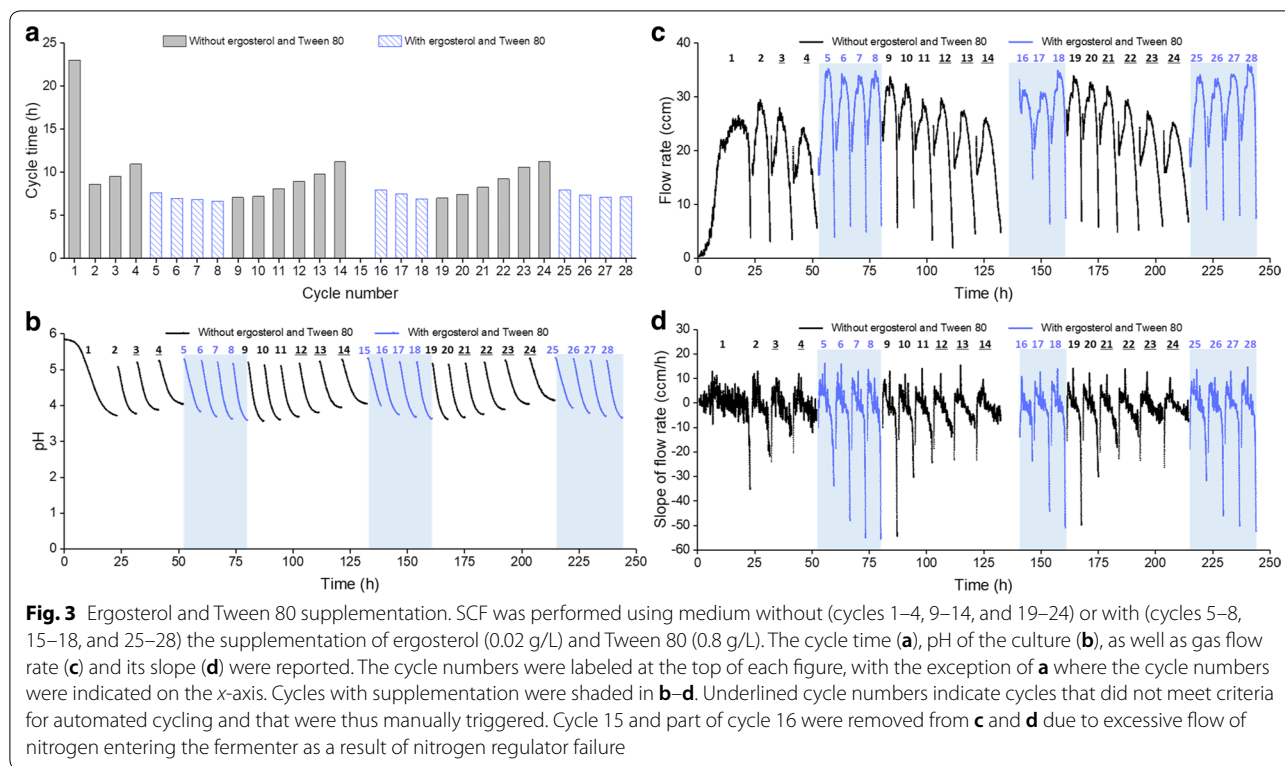 a
Without ergosterol and Tween 80 With ergosterol and Tween 80
25
20
15
10
5
0
Cycle time (h)
1 2 3 4 5 6 7 8 9 10 11 12 13 14 15 16 17 18 19 20 21 22 23 24 25 26 27 28
Cycle number
b
Without ergosterol and Tween 80 With ergosterol and Tween 80
1 2 3 4 5 6 7 8 9 10 11 12 13 14 15 16 17 18 19 20 21 22 23 24 25 26 27 28
6
5
4
3
2
1
0
pH
0 25 50 75 100 125 150 175 200 225 250
Time (h)
c
Without ergosterol and Tween 80 With ergosterol and Tween 80
1 2 3 4 5 6 7 8 9 10 11 12 13 14 16 17 18 19 20 21 22 23 24 25 26 27 28
40
30
20
10
0
Flow rate (ccm)
0 25 50 75 100 125 150 175 200 225 250
Time (h)
d
Without ergosterol and Tween 80 With ergosterol and Tween 80
1 2 3 4 5 6 7 8 9 10 11 12 13 14 16 17 18 19 20 21 22 23 24 25 26 27 28
30
20
10
0
-10
-20
-30
-40
-50
-60
Slope of flow rate (ccm/h)
0 25 50 75 100 125 150 175 200 225 250
Time (h)
Fig. 3 Ergosterol and Tween 80 supplementation. SCF was performed using medium without (cycles 1–4, 9–14, and 19–24) or with (cycles 5–8,
15–18, and 25–28) the supplementation of ergosterol (0.02 g/L) and Tween 80 (0.8 g/L). The cycle time (a), pH of the culture (b), as well as gas flow
rate (c) and its slope (d) were reported. The cycle numbers were labeled at the top of each figure, with the exception of a where the cycle numbers
were indicated on the x-axis. Cycles with supplementation were shaded in b–d. Underlined cycle numbers indicate cycles that did not meet criteria
for automated cycling and that were thus manually triggered. Cycle 15 and part of cycle 16 were removed from c and d due to excessive flow of
nitrogen entering the fermenter as a result of nitrogen regulator failure